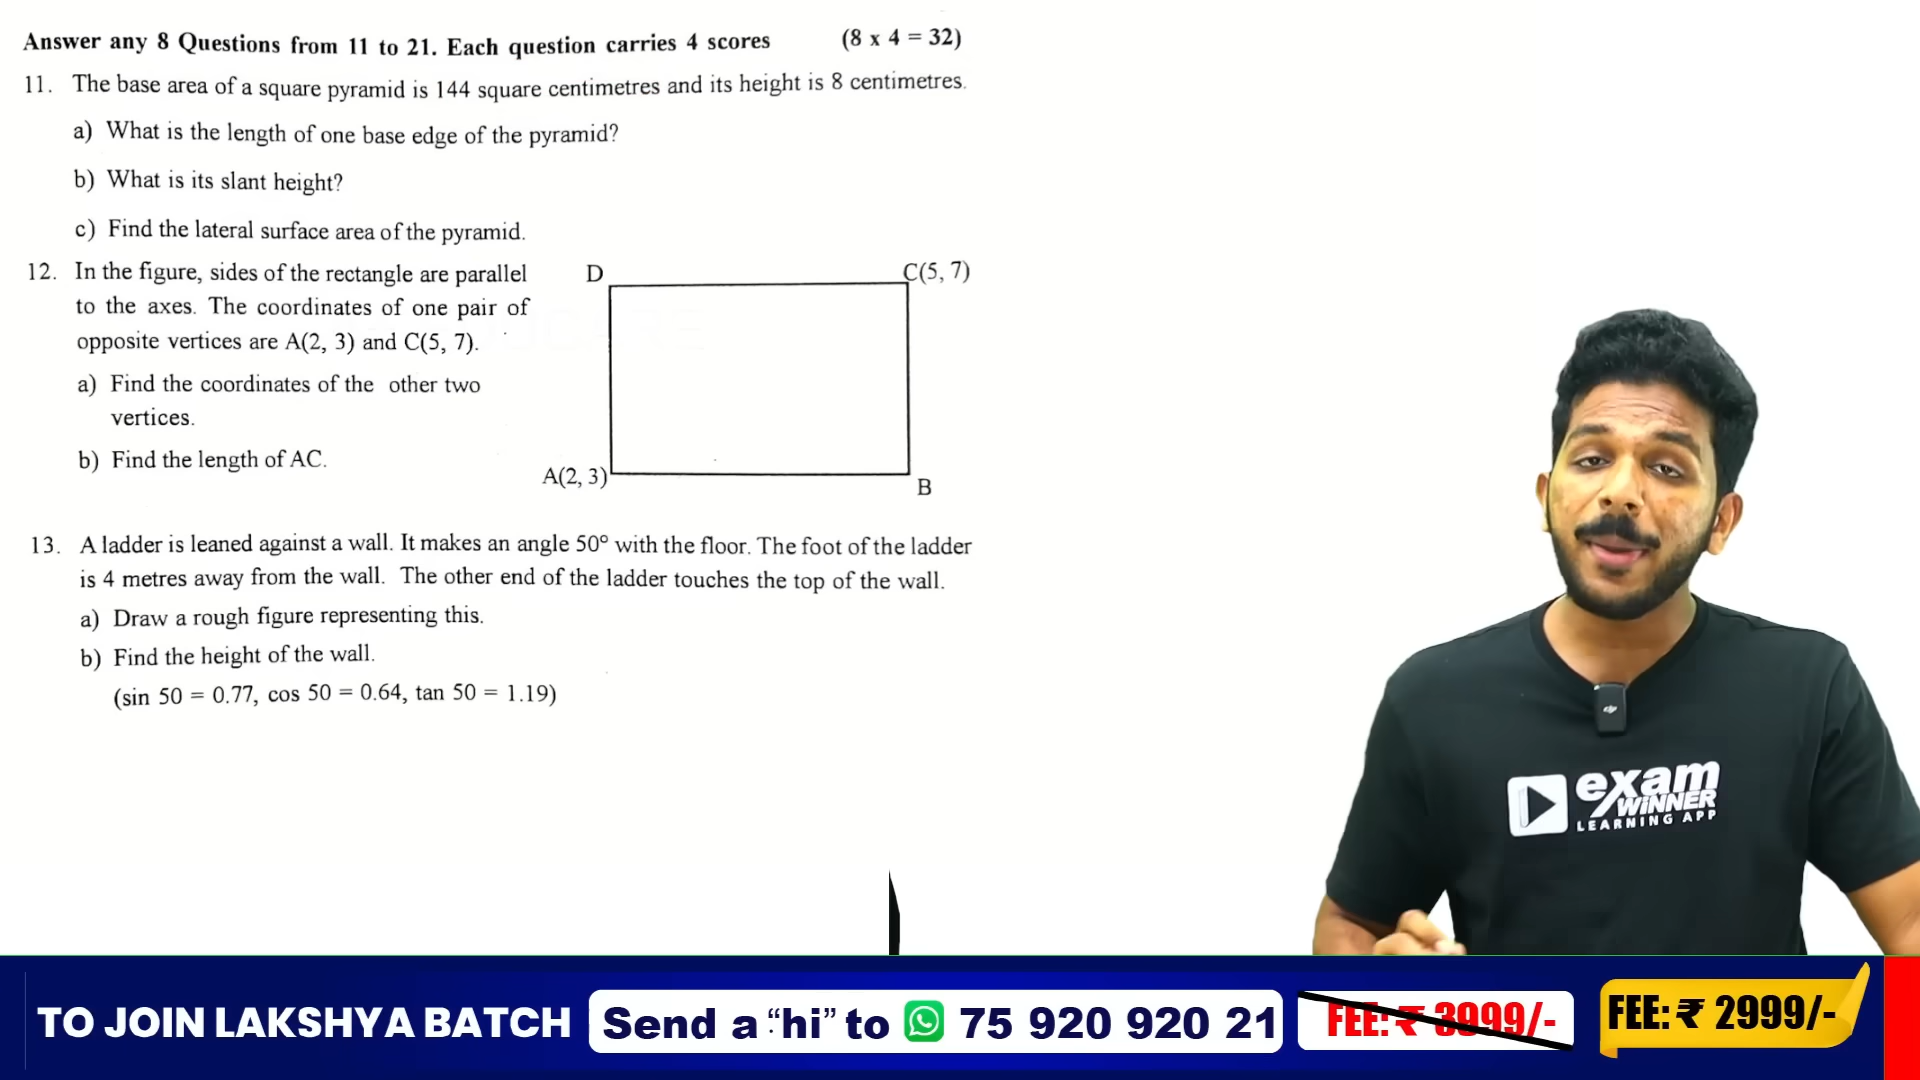 Answer any 8 Questions from 11 to 21. Each question carries 4 scores (8 x 4 = 32)
11. The base area of a square pyramid is 144 square centimetres and its height is 8 centimetres.
a) What is the length of one base edge of the pyramid?
b) What is its slant height?
c) Find the lateral surface area of the pyramid.
12. In the figure, sides of the rectangle are parallel
to the axes. The coordinates of one pair of
opposite vertices are A(2, 3) and C(5, 7).
a) Find the coordinates of the other two
vertices.
b) Find the length of AC.
D
C(5, 7)
A(2, 3)
B
13. A ladder is leaned against a wall. It makes an angle 50° with the floor. The foot of the ladder
is 4 metres away from the wall. The other end of the ladder touches the top of the wall.
a) Draw a rough figure representing this.
b) Find the height of the wall.
(sin 50 = 0.77, cos 50 = 0.64, tan 50 = 1.19)
exam
WINNER
LEARNING APP
TO JOIN LAKSHYA BATCH
Send a “hi” to 75 920 920 21
FEE: ₹ 3999/-
FEE: ₹ 2999/-